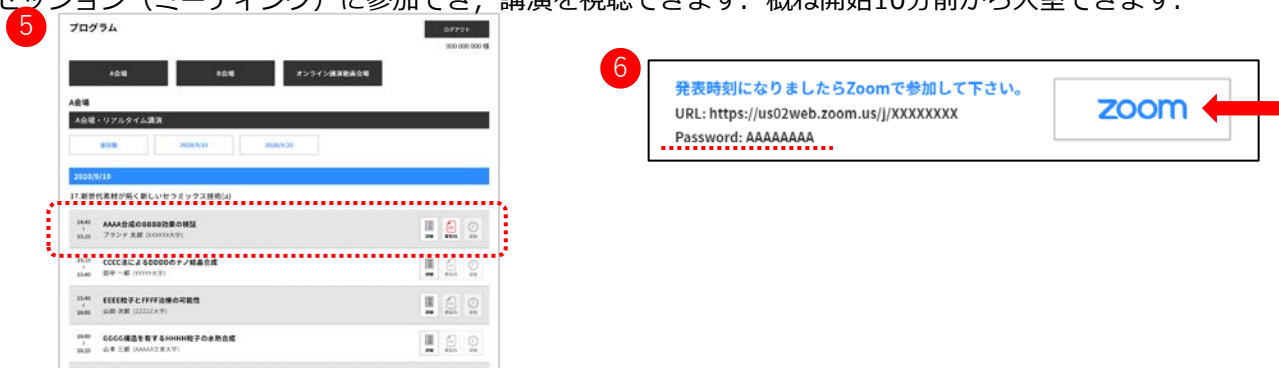 セッション（ミーティング）に参加でき，講演を視聴できます．概ね開始10分前から入室できます．
5
プログラム
ログアウト
000 000 000 様
A会場
B会場
オンライン講演動画会場
A会場
A会場・リアルタイム講演
全日程
2020/9/19
2020/9/20
2020/9/19
17.新世代素材が拓く新しいセラミックス技術(a)
14:40
15:20
AAAA合成のBBBB効果の検証
ブランド 太郎 (XXXXXX大学)
詳細
15:20
15:40
CCCC法によるDDDDのナノ結晶合成
田中 一郎 (YYYYY大学)
詳細
15:40
16:00
EEEE粒子とFFFF治療の可能性
山田 次郎 (ZZZZZ大学)
詳細
16:00
16:20
GGGG構造を有するHHHH粒子の水熱合成
山本 三郎 (AAAAA工業大学)
詳細
6
発表時刻になりましたらZoomで参加して下さい。
URL: https://us02web.zoom.us/j/XXXXXXXX
Password: AAAAAAAA
zoom